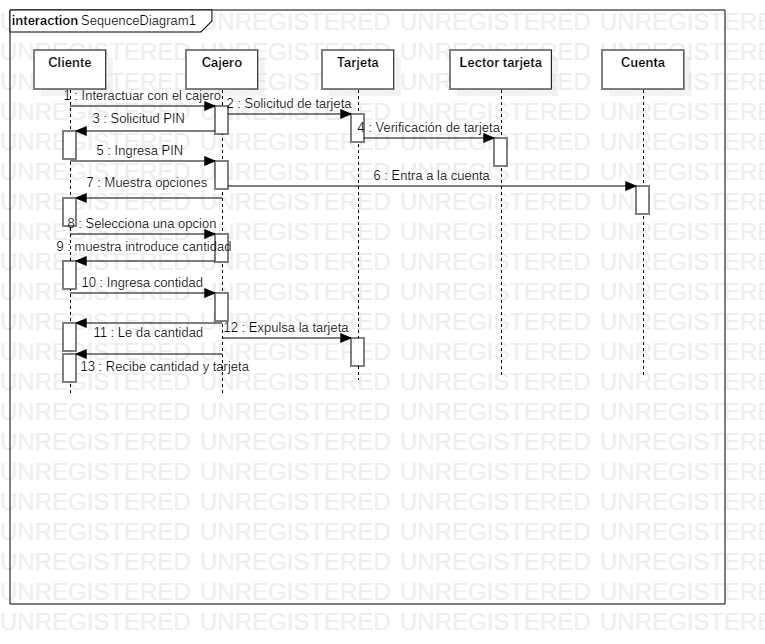 interaction SequenceDiagram1
Cliente
Cajero
Tarjeta
Lector tarjeta
Cuenta
1 : Interactuar con el cajero
2 : Solicitud de tarjeta
3 : Solicitud PIN
4 : Verificación de tarjeta
5 : Ingresa PIN
6 : Entra a la cuenta
7 : Muestra opciones
8 : Selecciona una opcion
9 : muestra introduce cantidad
10 : Ingresa contidad
11 : Le da cantidad
12 : Expulsa la tarjeta
13 : Recibe cantidad y tarjeta
UNREGISTERED